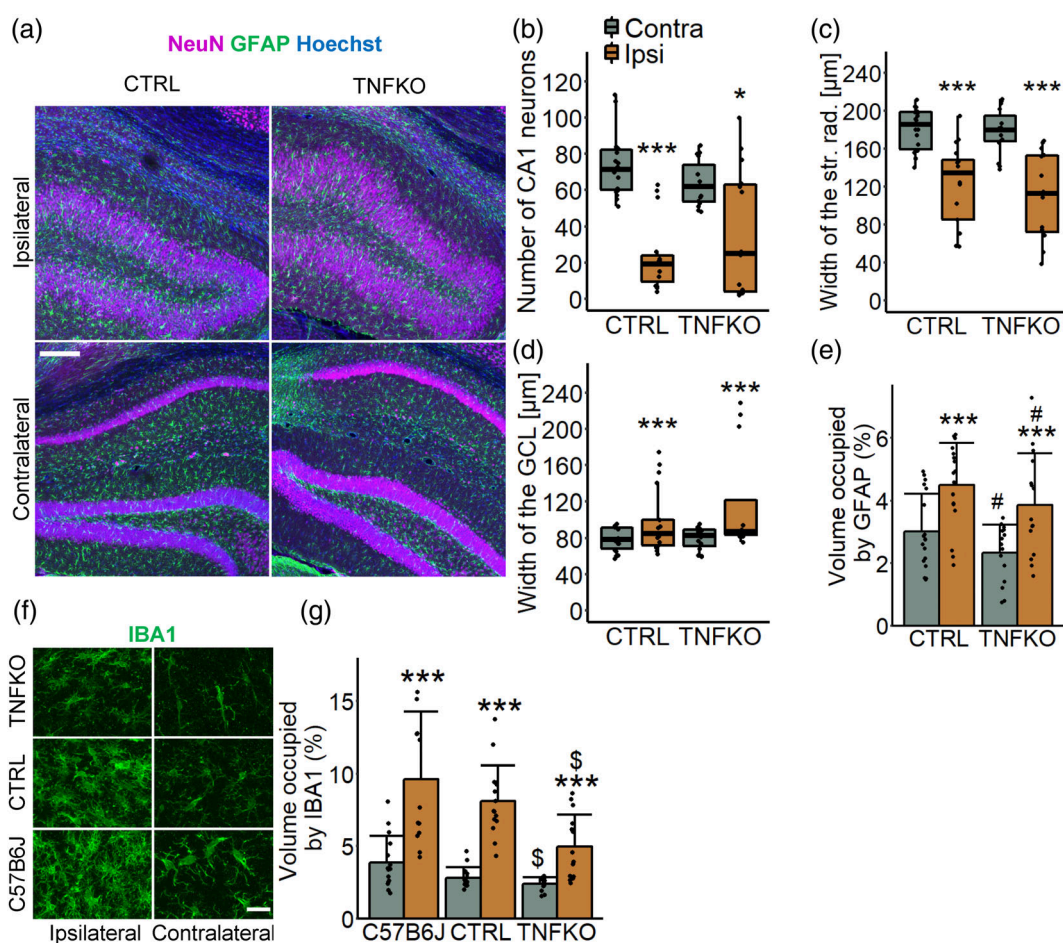 (a)
NeuN GFAP Hoechst
CTRL
TNFKO
Ipsilateral
Contralateral
(b)
Contra
Ipsi
Number of CA1 neurons
120
100
80
60
40
20
0
***
*
CTRL TNFKO
(c)
Width of the str. rad. [µm]
240
200
160
120
80
40
0
***
***
CTRL TNFKO
(d)
Width of the GCL [µm]
240
200
160
120
80
40
0
***
***
CTRL TNFKO
(e)
Volume occupied
by GFAP (%)
6
4
2
0
***
#
#
***
CTRL TNFKO
(f)
IBA1
TNFKO
CTRL
C57B6J
Ipsilateral Contralateral
(g)
Volume occupied
by IBA1 (%)
15
10
5
0
***
***
$
$
***
C57B6J CTRL TNFKO